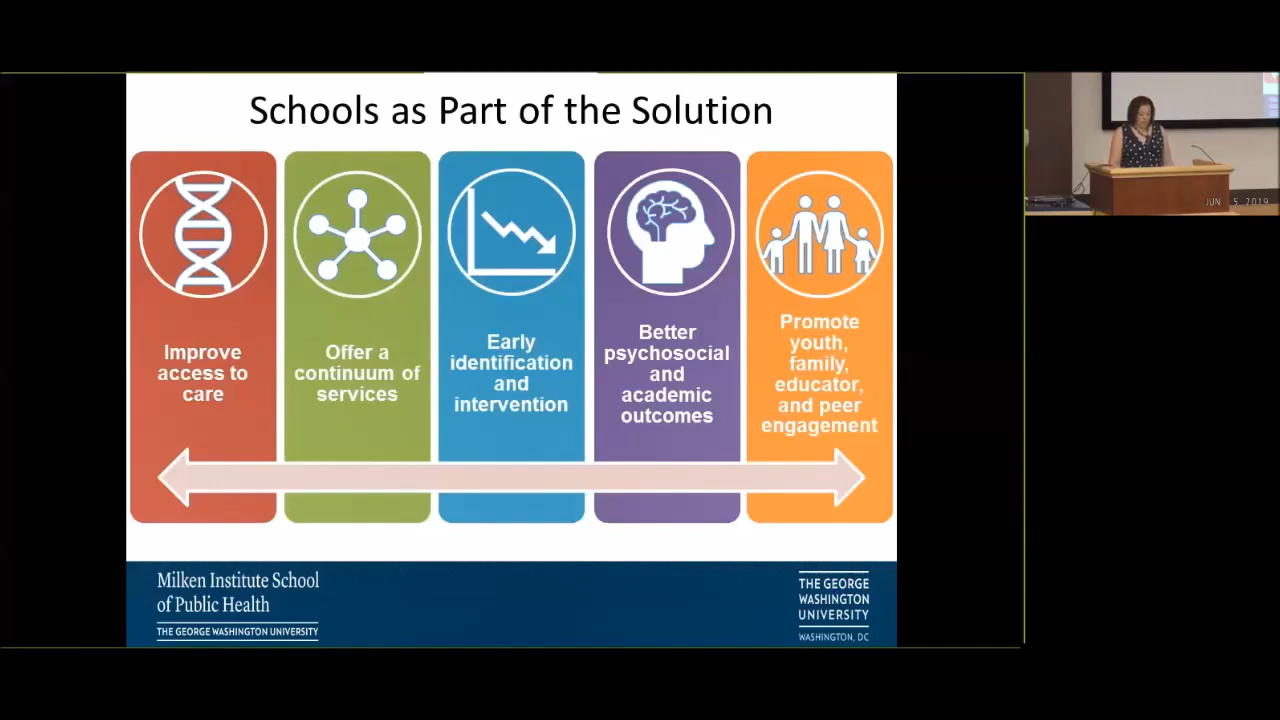 Schools as Part of the Solution
Improve
access to
care
Offer a
continuum of
services
Early
identification
and
intervention
Better
psychosocial
and
academic
outcomes
Promote
youth,
family,
educator,
and peer
engagement
Milken Institute School
of Public Health
THE GEORGE WASHINGTON UNIVERSITY
THE GEORGE
WASHINGTON
UNIVERSITY
WASHINGTON, DC
JUN 5 2019